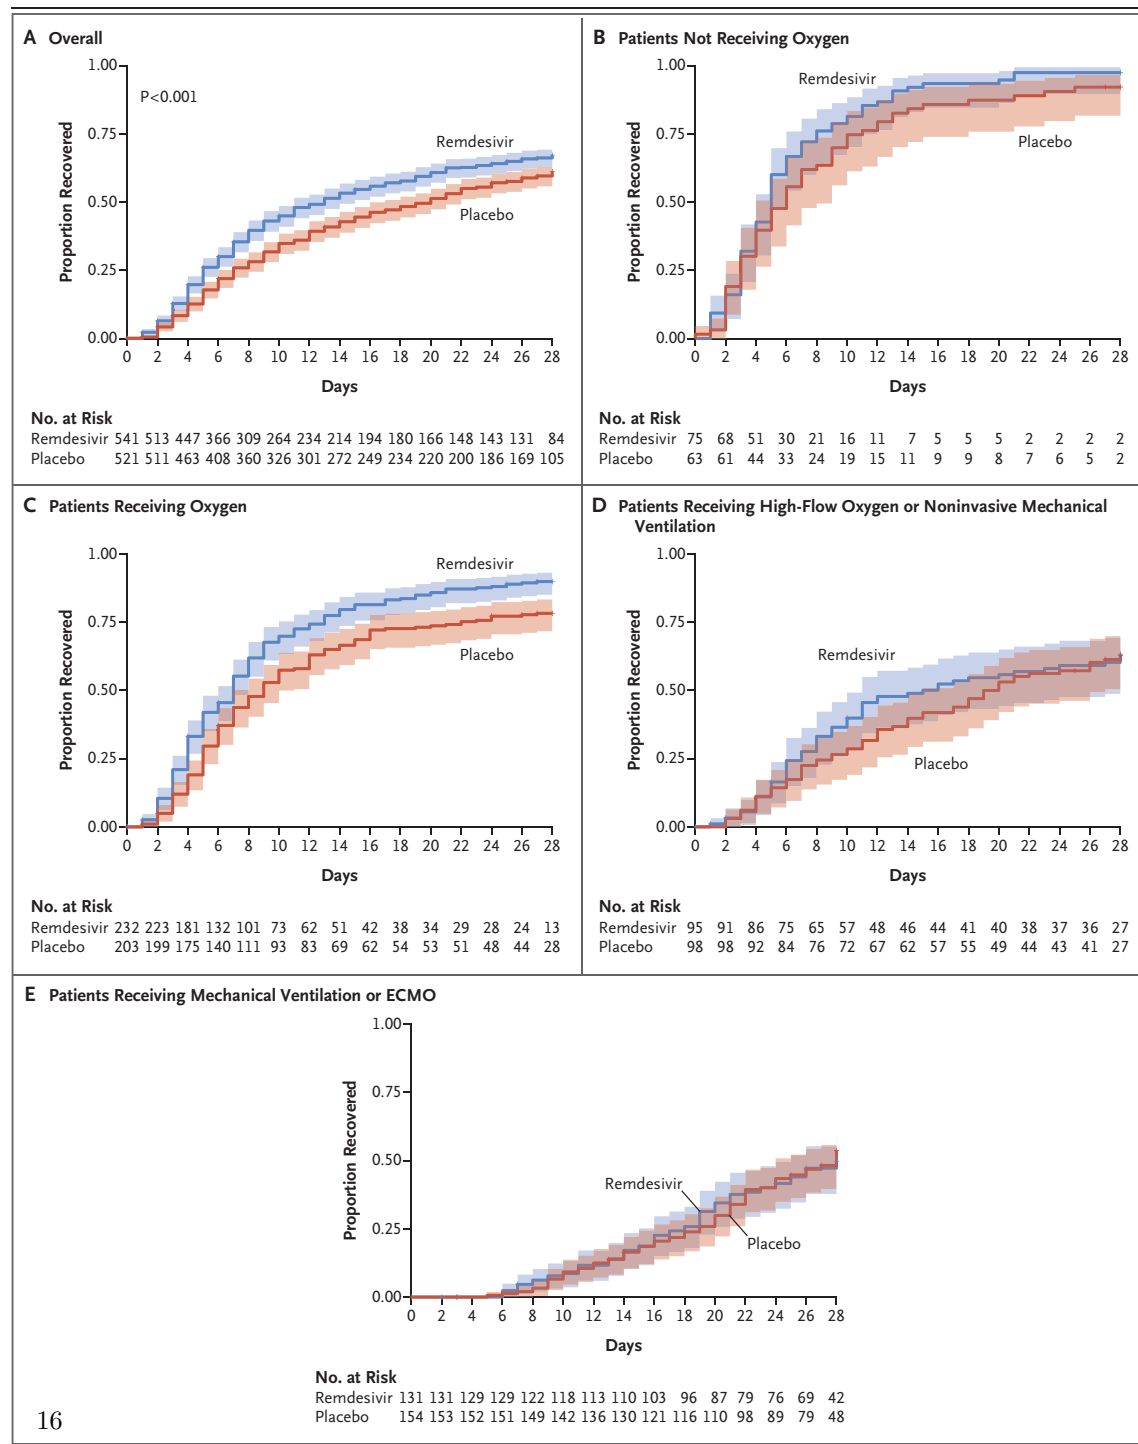 A Overall
1.00
0.75
0.50
0.25
0.00
Proportion Recovered
P<0.001
Remdesivir
Placebo
0 2 4 6 8 10 12 14 16 18 20 22 24 26 28
Days
No. at Risk
Remdesivir 541 513 447 366 309 264 234 214 194 180 166 148 143 131 84
Placebo 521 511 463 408 360 326 301 272 249 234 220 200 186 169 105
B Patients Not Receiving Oxygen
1.00
0.75
0.50
0.25
0.00
Proportion Recovered
Remdesivir
Placebo
0 2 4 6 8 10 12 14 16 18 20 22 24 26 28
Days
No. at Risk
Remdesivir 75 68 51 30 21 16 11 7 5 5 5 2 2 2 2
Placebo 63 61 44 33 24 19 15 11 9 9 8 7 6 5 2
C Patients Receiving Oxygen
1.00
0.75
0.50
0.25
0.00
Proportion Recovered
Remdesivir
Placebo
0 2 4 6 8 10 12 14 16 18 20 22 24 26 28
Days
No. at Risk
Remdesivir 232 223 181 132 101 73 62 51 42 38 34 29 28 24 13
Placebo 203 199 175 140 111 93 83 69 62 54 53 51 48 44 28
D Patients Receiving High-Flow Oxygen or Noninvasive Mechanical
Ventilation
1.00
0.75
0.50
0.25
0.00
Proportion Recovered
Remdesivir
Placebo
0 2 4 6 8 10 12 14 16 18 20 22 24 26 28
Days
No. at Risk
Remdesivir 95 91 86 75 65 57 48 46 44 41 40 38 37 36 27
Placebo 98 98 92 84 76 72 67 62 57 55 49 44 43 41 27
E Patients Receiving Mechanical Ventilation or ECMO
1.00
0.75
0.50
0.25
0.00
Proportion Recovered
Remdesivir
Placebo
0 2 4 6 8 10 12 14 16 18 20 22 24 26 28
Days
No. at Risk
Remdesivir 131 131 129 129 122 118 113 110 103 96 87 79 76 69 42
Placebo 154 153 152 151 149 142 136 130 121 116 110 98 89 79 48
16